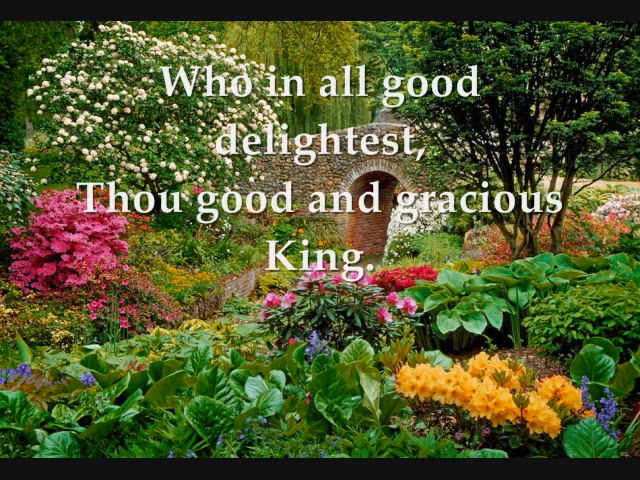 Who in all good
delightest,
Thou good and gracious
King.